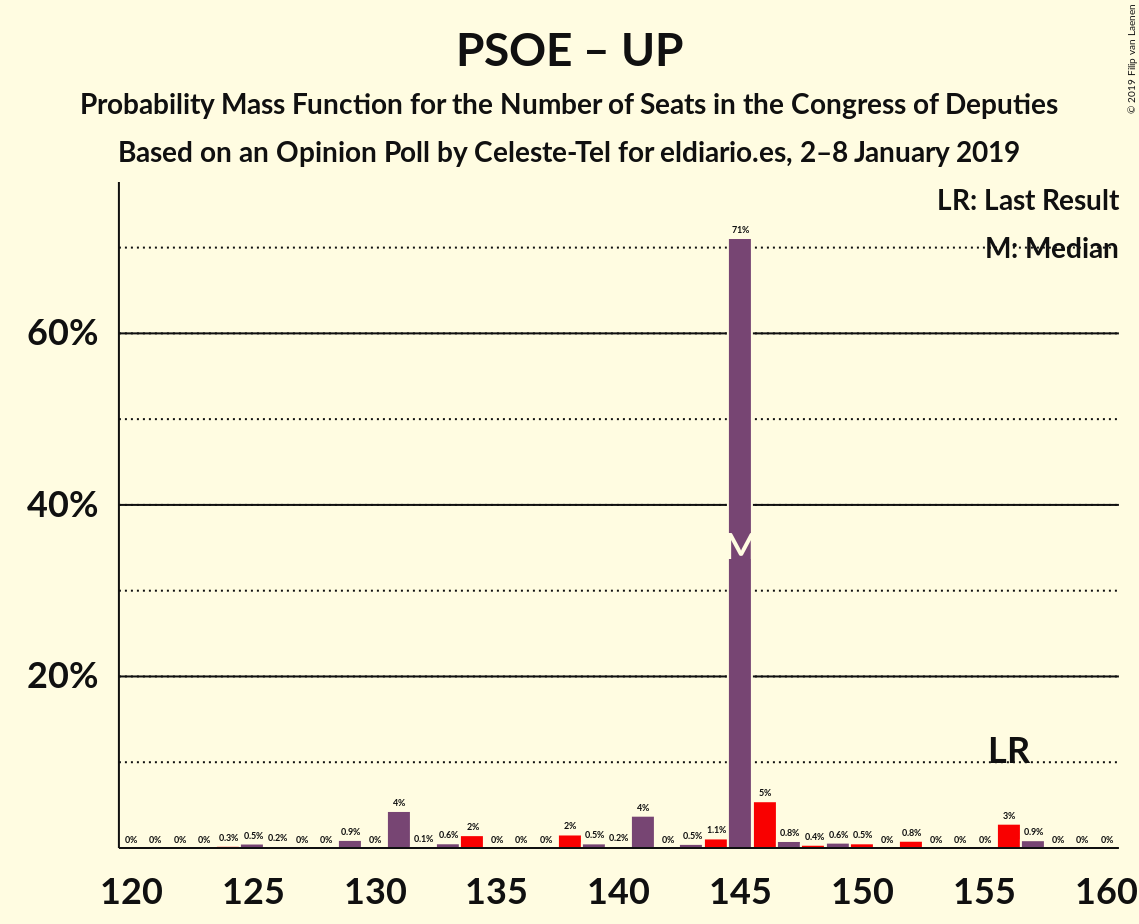 PSOE – UP
Probability Mass Function for the Number of Seats in the Congress of Deputies
Based on an Opinion Poll by Celeste-Tel for eldiario.es, 2–8 January 2019
© 2019 Filip van Laenen
LR: Last Result
M: Median
60%
40%
20%
0% 0% 0% 0% 0.3% 0.5% 0.2% 0% 0% 0.9% 0% 4% 0.1% 0.6% 2% 0% 0% 0% 2% 0.5% 0.2% 4% 0% 0.5% 1.1% 71% 5% 0.8% 0.4% 0.6% 0.5% 0% 0.8% 0% 0% 0% 3% 0.9% 0% 0% 0%
M
LR
120 125 130 135 140 145 150 155 160